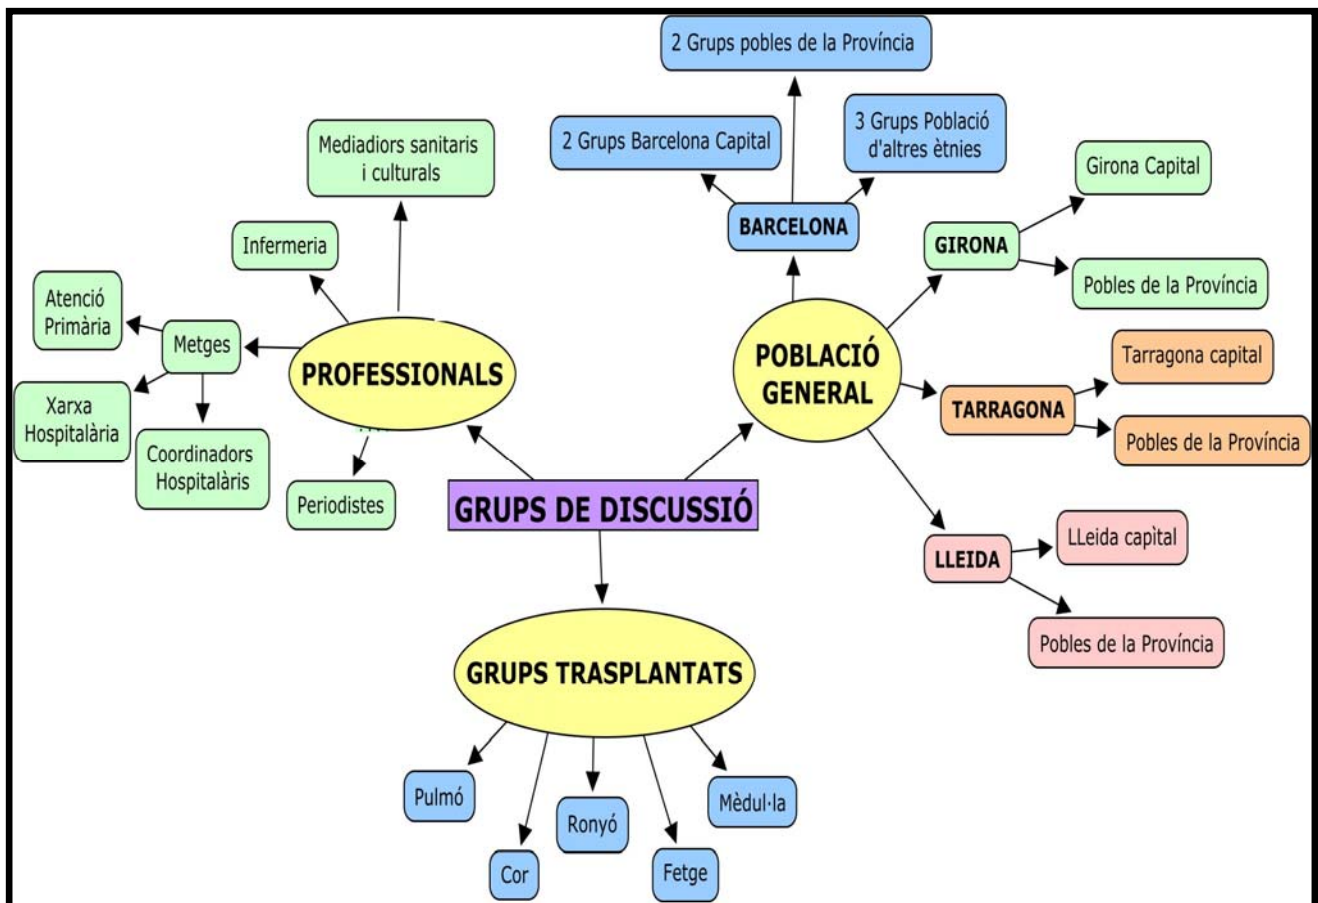 2 Grups pobles de la Província
2 Grups Barcelona Capital
3 Grups Població
d'altres ètnies
BARCELONA
Mediadiors sanitaris
i culturals
Infermeria
Atenció
Primària
Metges
Xarxa
Hospitalària
Coordinadors
Hospitalàris
PROFESSIONALS
Periodistes
POBLACIÓ
GENERAL
Girona Capital
GIRONA
Pobles de la Província
Tarragona capital
TARRAGONA
Pobles de la Província
GRUPS DE DISCUSSIÓ
LLeida capìtal
LLEIDA
Pobles de la Província
GRUPS TRASPLANTATS
Pulmó
Cor
Ronyó
Fetge
Mèdul·la